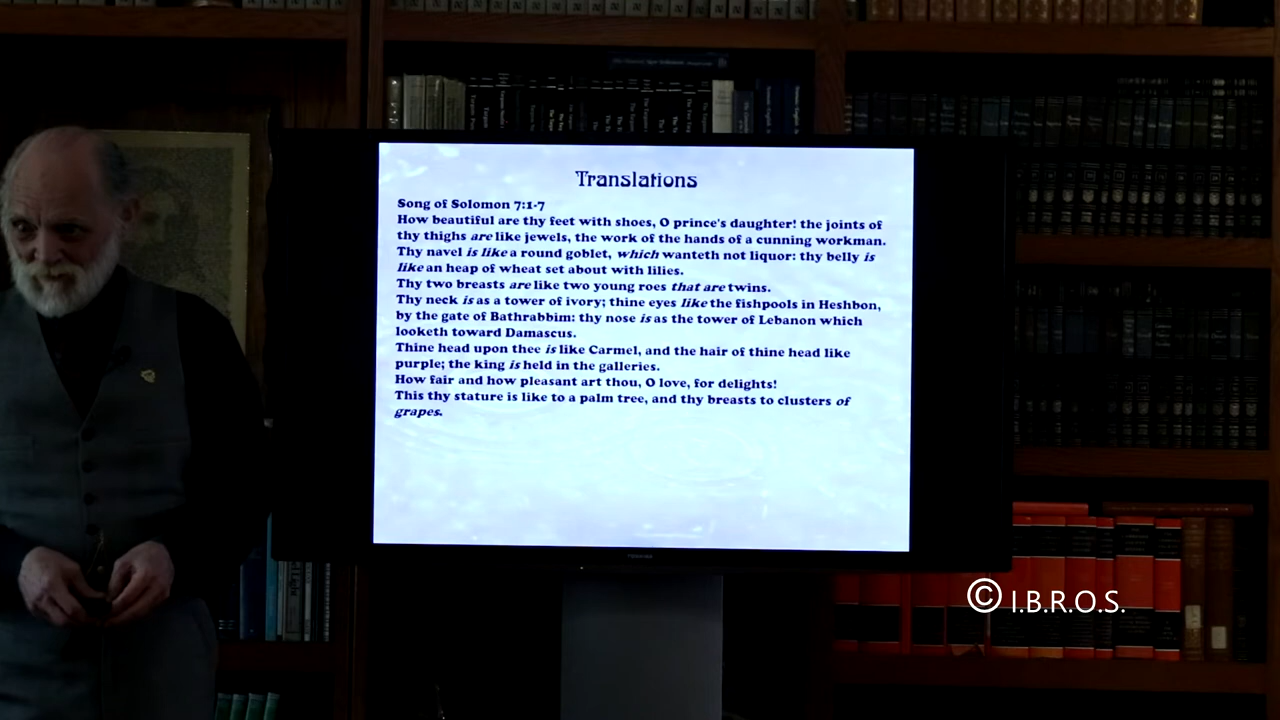 Translations
Song of Solomon 7:1-7
How beautiful are thy feet with shoes, O prince's daughter! the joints of
thy thighs are like jewels, the work of the hands of a cunning workman.
Thy navel is like a round goblet, which wanteth not liquor: thy belly is
like an heap of wheat set about with lilies.
Thy two breasts are like two young roes that are twins.
Thy neck is as a tower of ivory; thine eyes like the fishpools in Heshbon,
by the gate of Bathrabbim: thy nose is as the tower of Lebanon which
looketh toward Damascus.
Thine head upon thee is like Carmel, and the hair of thine head like
purple; the king is held in the galleries.
How fair and how pleasant art thou, O love, for delights!
This thy stature is like to a palm tree, and thy breasts to clusters of
grapes.
TOSHIBA
© I.B.R.O.S.